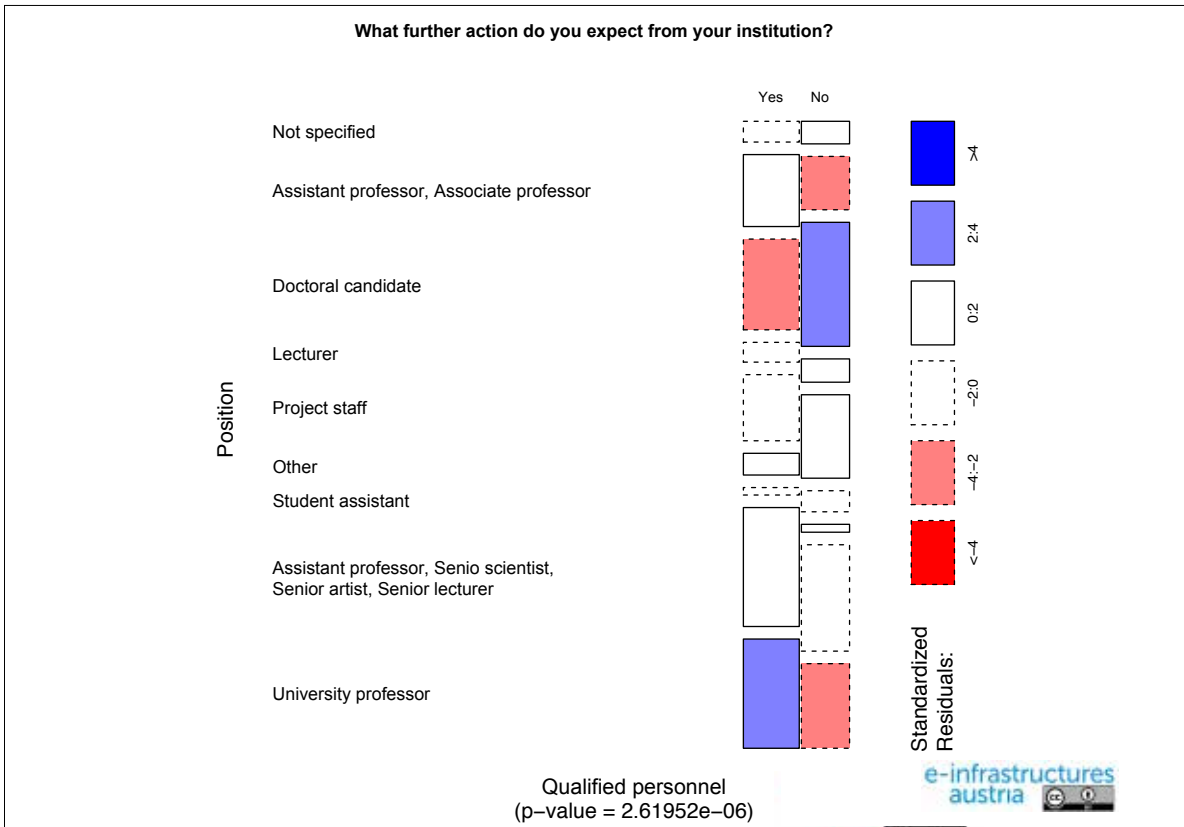 What further action do you expect from your institution?
Yes No
Not specified
Assistant professor, Associate professor
Doctoral candidate
Lecturer
Project staff
Other
Student assistant
Assistant professor, Senio scientist,
Senior artist, Senior lecturer
University professor
Position
>4
2:4
0:2
−2:0
−4:−2
<−4
Standardized
Residuals:
Qualified personnel
(p−value = 2.61952e−06)
e-infrastructures
austria
cc